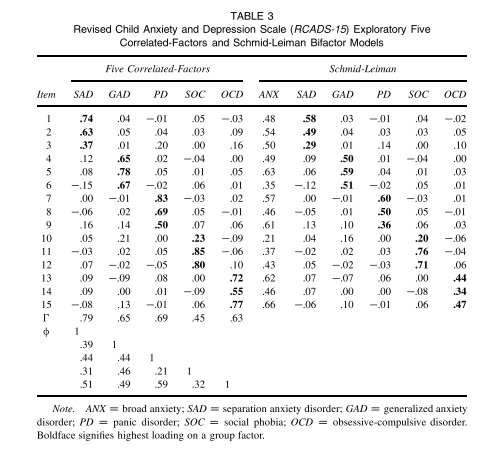 TABLE 3
Revised Child Anxiety and Depression Scale (RCADS-15) Exploratory Five
Correlated-Factors and Schmid-Leiman Bifactor Models
Five Correlated-Factors Schmid-Leiman
Item SAD GAD PD SOC OCD ANX SAD GAD PD SOC OCD
1 .74 .04 −.01 .05 −.03 .48 .58 .03 −.01 .04 −.02
2 .63 .05 .04 .03 .09 .54 .49 .04 .03 .03 .05
3 .37 .01 .20 .00 .16 .50 .29 .01 .14 .00 .10
4 .12 .65 .02 −.04 .00 .49 .09 .50 .01 −.04 .00
5 .08 .78 .05 .01 .05 .63 .06 .59 .04 .01 .03
6 −.15 .67 −.02 .06 .01 .35 −.12 .51 −.02 .05 .01
7 .00 −.01 .83 −.03 .02 .57 .00 −.01 .60 −.03 .01
8 −.06 .02 .69 .05 −.01 .46 −.05 .01 .50 .05 −.01
9 .16 .14 .50 .07 .06 .61 .13 .10 .36 .06 .03
10 .05 .21 .00 .23 −.09 .21 .04 .16 .00 .20 −.06
11 −.03 .02 .05 .85 −.06 .37 −.02 .02 .03 .76 −.04
12 .07 −.02 −.05 .80 .10 .43 .05 −.02 −.03 .71 .06
13 .09 −.09 .08 .00 .72 .62 .07 −.07 .06 .00 .44
14 .09 .00 .01 −.09 .55 .46 .07 .00 .00 −.08 .34
15 −.08 .13 −.01 .06 .77 .66 −.06 .10 −.01 .06 .47
Γ .79 .65 .69 .45 .63
ϕ 1
.39 1
.44 .44 1
.31 .46 .21 1
.51 .49 .59 .32 1
Note. ANX = broad anxiety; SAD = separation anxiety disorder; GAD = generalized anxiety
disorder; PD = panic disorder; SOC = social phobia; OCD = obsessive-compulsive disorder.
Boldface signifies highest loading on a group factor.